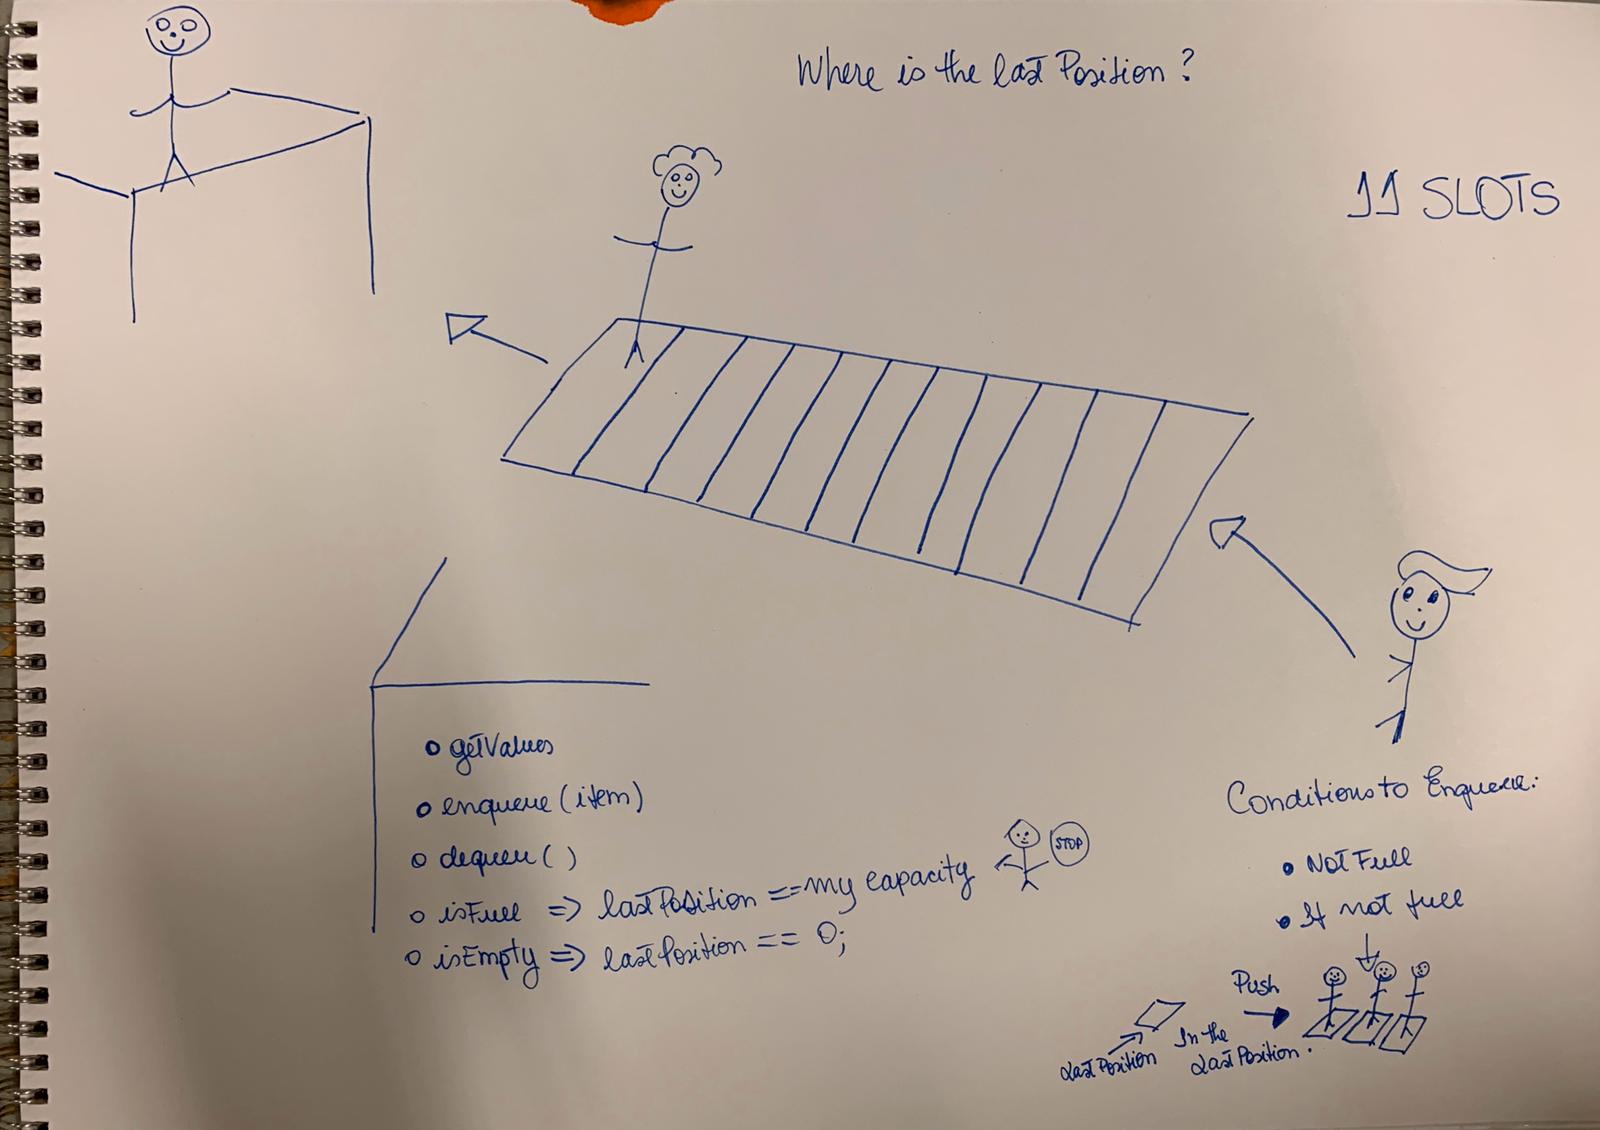 Where is the last Position?
11 SLOTS
getValues
enqueue (item)
dequeu ( )
isFull => lastPosition == my capacity
STOP
isEmpty => lastPosition == 0;
Conditions to Enqueue:
Not Full
If not full
Push
In the
Last Position
Last Position.